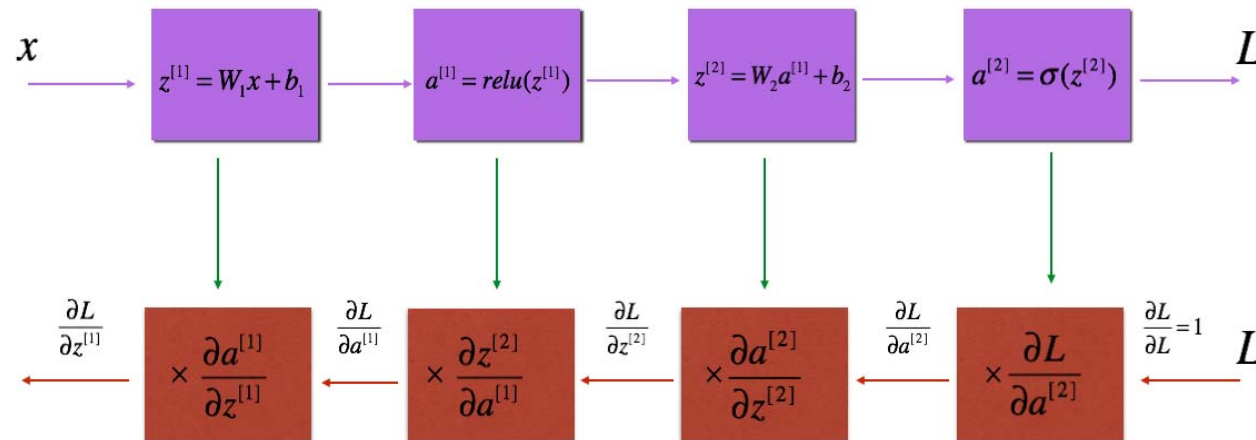 x
z^{[1]} = W_1 x + b_1
a^{[1]} = relu(z^{[1]})
z^{[2]} = W_2 a^{[1]} + b_2
a^{[2]} = σ(z^{[2]})
L
∂L/∂z^{[1]}
× ∂a^{[1]}/∂z^{[1]}
∂L/∂a^{[1]}
× ∂z^{[2]}/∂a^{[1]}
∂L/∂z^{[2]}
× ∂a^{[2]}/∂z^{[2]}
∂L/∂a^{[2]}
× ∂L/∂a^{[2]}
∂L/∂L = 1
L